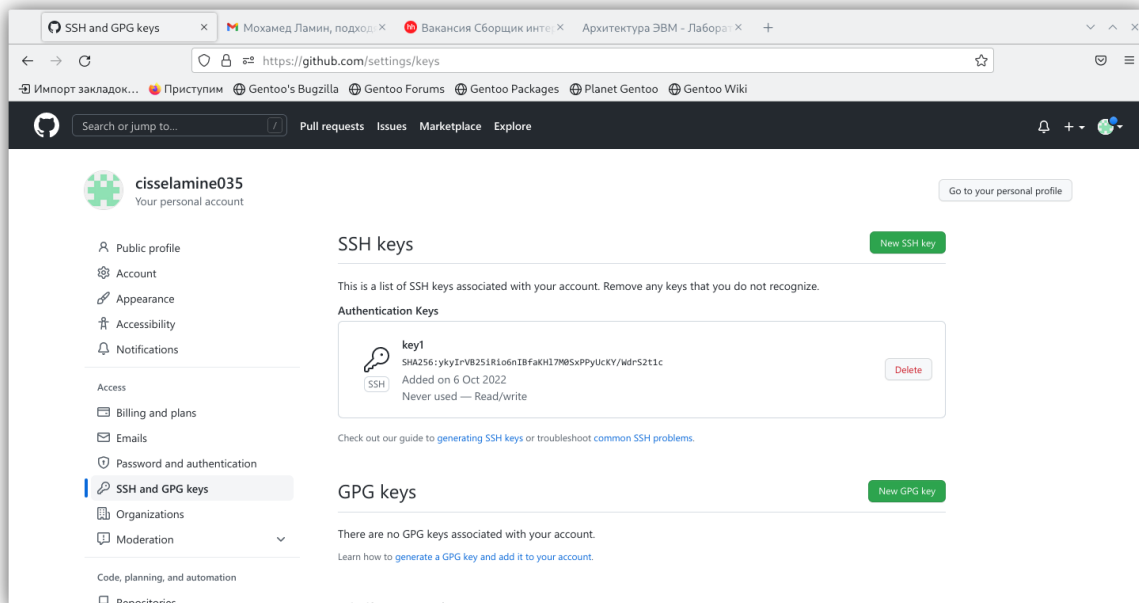 SSH and GPG keys
Мохамед Ламин, подход
Вакансия Сборщик инте
Архитектура ЭВМ - Лаборат
https://github.com/settings/keys
Импорт закладок... Приступим Gentoo's Bugzilla Gentoo Forums Gentoo Packages Planet Gentoo Gentoo Wiki
Search or jump to... / Pull requests Issues Marketplace Explore
cisselamine035
Your personal account
Go to your personal profile
Public profile
Account
Appearance
Accessibility
Notifications
Access
Billing and plans
Emails
Password and authentication
SSH and GPG keys
Organizations
Moderation
Code, planning, and automation
Repositories
SSH keys
New SSH key
This is a list of SSH keys associated with your account. Remove any keys that you do not recognize.
Authentication Keys
key1
SHA256:ykyIrVB25iRio6nIBfaKHl7M0SxPPyUcKY/WdrS2t1c
SSH
Added on 6 Oct 2022
Never used — Read/write
Delete
Check out our guide to generating SSH keys or troubleshoot common SSH problems.
GPG keys
New GPG key
There are no GPG keys associated with your account.
Learn how to generate a GPG key and add it to your account.